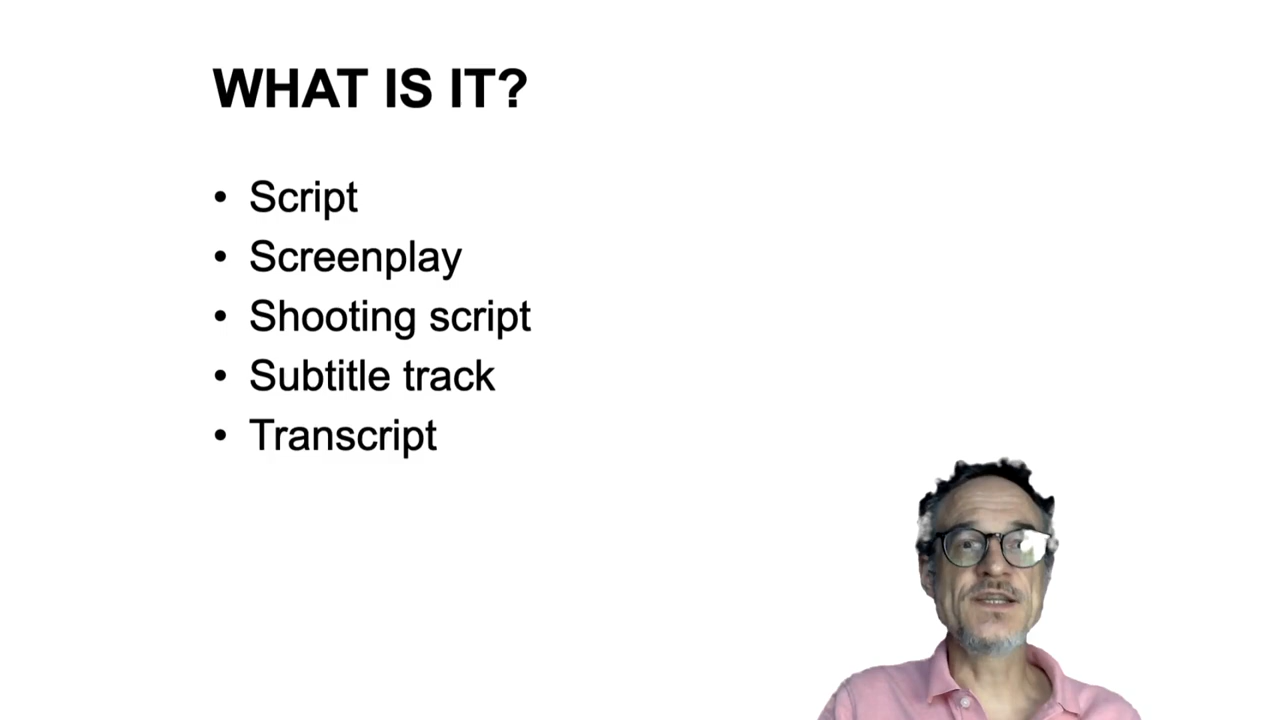 WHAT IS IT?
• Script
• Screenplay
• Shooting script
• Subtitle track
• Transcript